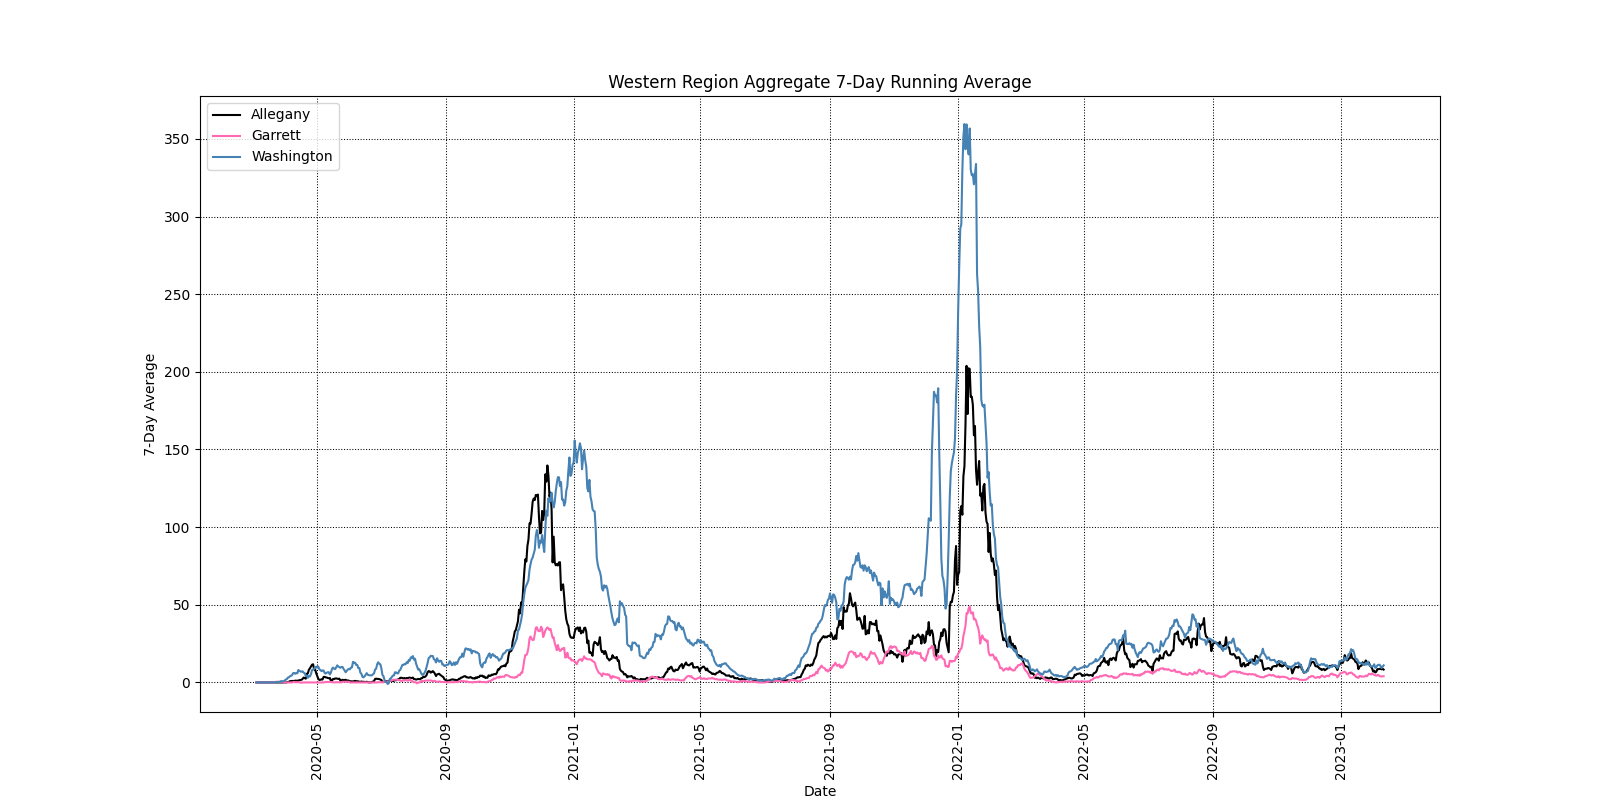 Western Region Aggregate 7-Day Running Average
Allegany
Garrett
Washington
350
300
250
200
150
100
50
0
7-Day Average
2020-05
2020-09
2021-01
2021-05
2021-09
2022-01
2022-05
2022-09
2023-01
Date